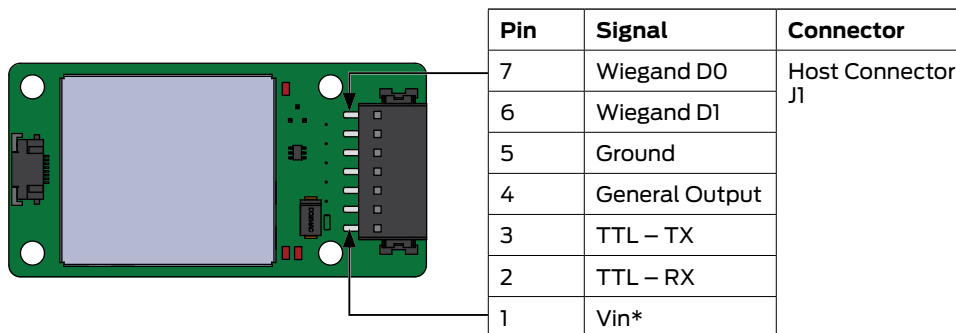 Pin Signal Connector
7 Wiegand D0 Host Connector
J1
6 Wiegand D1
5 Ground
4 General Output
3 TTL – TX
2 TTL – RX
1 Vin*